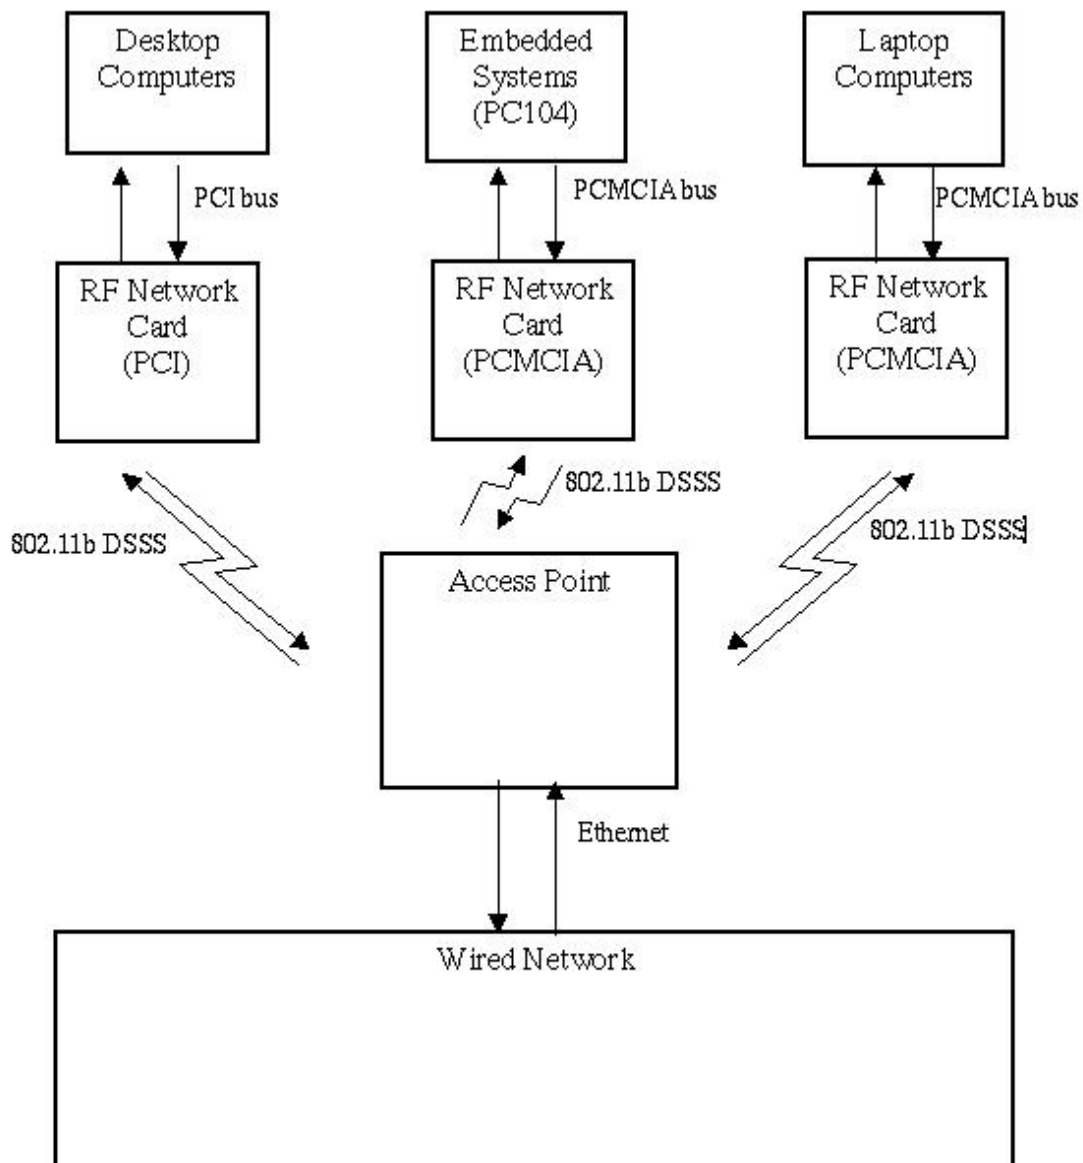 Desktop
Computers
Embedded
Systems
(PC104)
Laptop
Computers
PCI bus
PCMCIA bus
PCMCIA bus
RF Network
Card
(PCI)
RF Network
Card
(PCMCIA)
RF Network
Card
(PCMCIA)
802.11b DSSS
802.11b DSSS
802.11b DSSS
Access Point
Ethernet
Wired Network